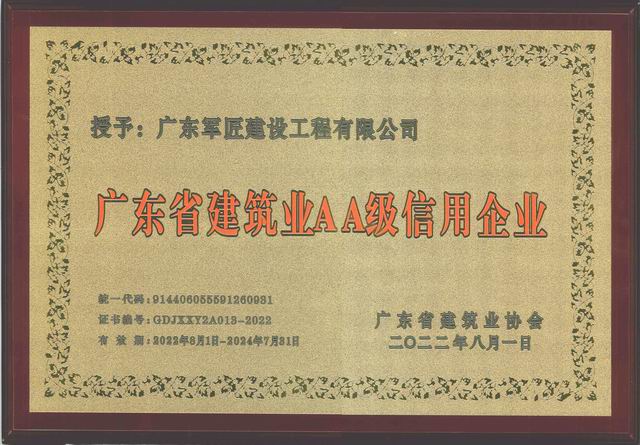 授予：广东军匠建设工程有限公司
广东省建筑业AA级信用企业
统一代码：914406055591260931
证书编号：GDJXXY2A013-2022
有 效 期：2022年8月1日-2024年7月31日
广东省建筑业协会
二〇二二年八月一日